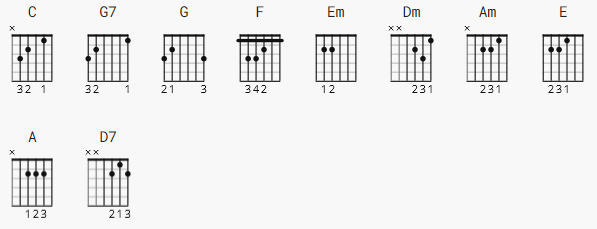 C G7 G F Em Dm Am E
× ×× ×
32 1 32 1 21 3 342 12 231 231 231
A D7
× ××
123 213